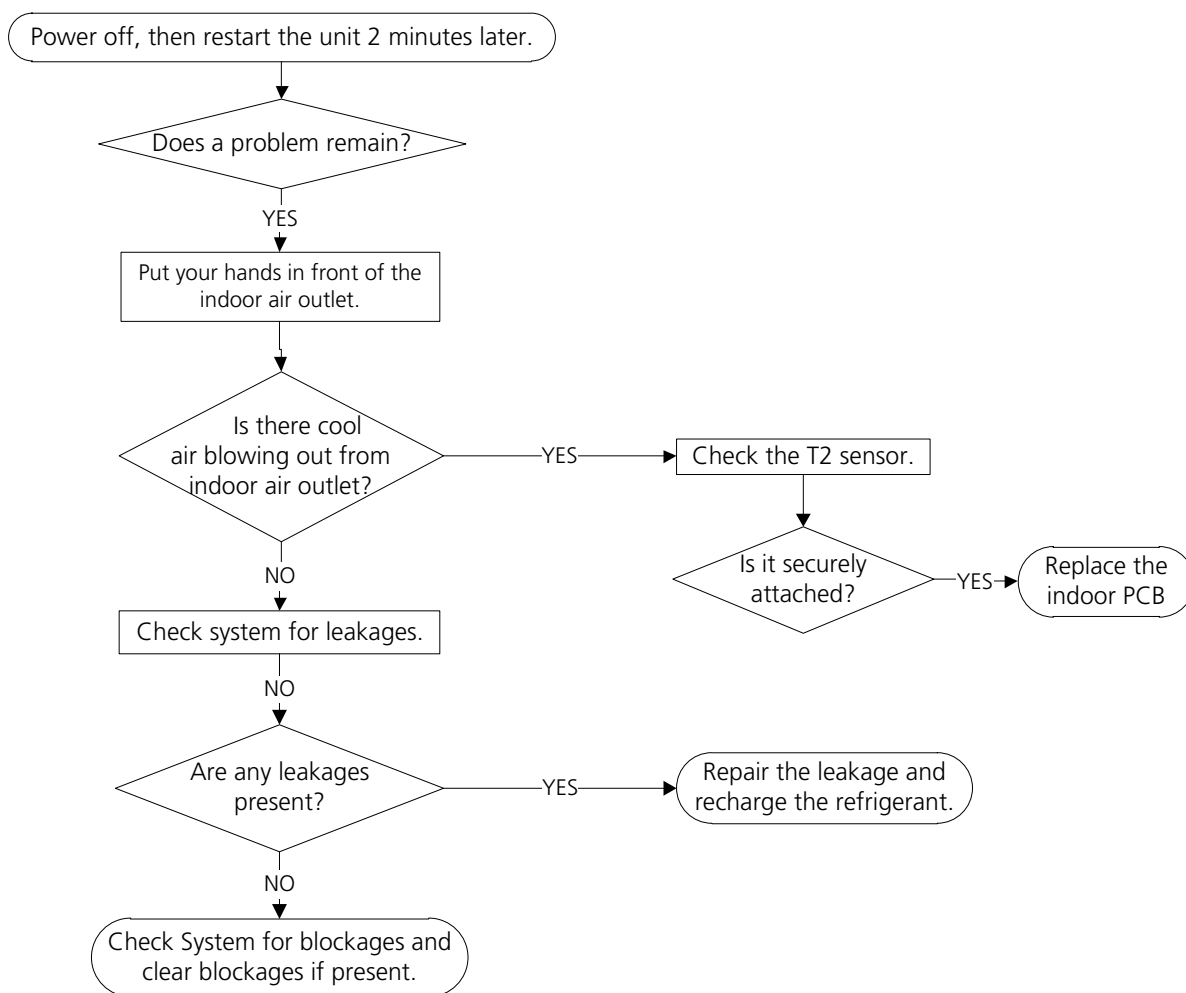 Power off, then restart the unit 2 minutes later.
Does a problem remain?
YES
Put your hands in front of the
indoor air outlet.
Is there cool
air blowing out from
indoor air outlet?
YES
Check the T2 sensor.
Is it securely
attached?
YES
Replace the
indoor PCB
NO
Check system for leakages.
NO
Are any leakages
present?
YES
Repair the leakage and
recharge the refrigerant.
NO
Check System for blockages and
clear blockages if present.